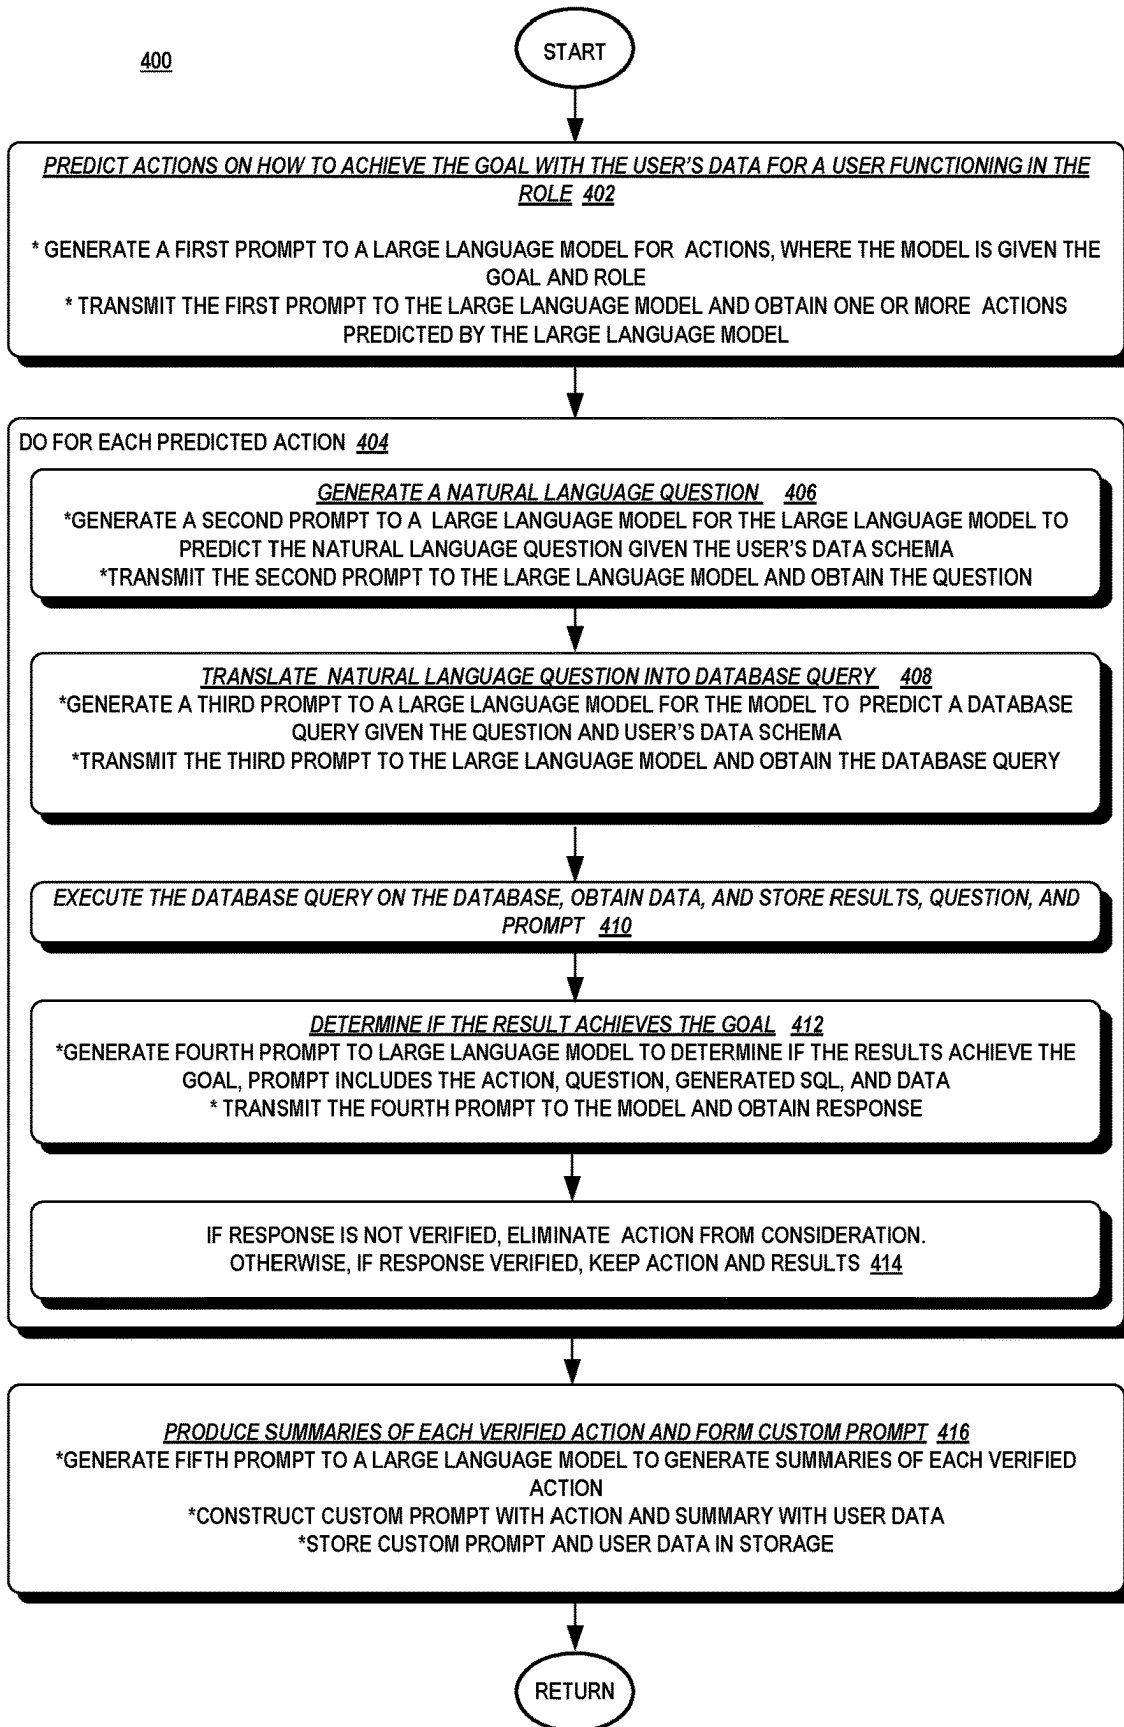 START
400
PREDICT ACTIONS ON HOW TO ACHIEVE THE GOAL WITH THE USER'S DATA FOR A USER FUNCTIONING IN THE
ROLE 402
* GENERATE A FIRST PROMPT TO A LARGE LANGUAGE MODEL FOR ACTIONS, WHERE THE MODEL IS GIVEN THE
GOAL AND ROLE
* TRANSMIT THE FIRST PROMPT TO THE LARGE LANGUAGE MODEL AND OBTAIN ONE OR MORE ACTIONS
PREDICTED BY THE LARGE LANGUAGE MODEL
DO FOR EACH PREDICTED ACTION 404
GENERATE A NATURAL LANGUAGE QUESTION 406
*GENERATE A SECOND PROMPT TO A LARGE LANGUAGE MODEL FOR THE LARGE LANGUAGE MODEL TO
PREDICT THE NATURAL LANGUAGE QUESTION GIVEN THE USER'S DATA SCHEMA
*TRANSMIT THE SECOND PROMPT TO THE LARGE LANGUAGE MODEL AND OBTAIN THE QUESTION
TRANSLATE NATURAL LANGUAGE QUESTION INTO DATABASE QUERY 408
*GENERATE A THIRD PROMPT TO A LARGE LANGUAGE MODEL FOR THE MODEL TO PREDICT A DATABASE
QUERY GIVEN THE QUESTION AND USER'S DATA SCHEMA
*TRANSMIT THE THIRD PROMPT TO THE LARGE LANGUAGE MODEL AND OBTAIN THE DATABASE QUERY
EXECUTE THE DATABASE QUERY ON THE DATABASE, OBTAIN DATA, AND STORE RESULTS, QUESTION, AND
PROMPT 410
DETERMINE IF THE RESULT ACHIEVES THE GOAL 412
*GENERATE FOURTH PROMPT TO LARGE LANGUAGE MODEL TO DETERMINE IF THE RESULTS ACHIEVE THE
GOAL, PROMPT INCLUDES THE ACTION, QUESTION, GENERATED SQL, AND DATA
* TRANSMIT THE FOURTH PROMPT TO THE MODEL AND OBTAIN RESPONSE
IF RESPONSE IS NOT VERIFIED, ELIMINATE ACTION FROM CONSIDERATION.
OTHERWISE, IF RESPONSE VERIFIED, KEEP ACTION AND RESULTS 414
PRODUCE SUMMARIES OF EACH VERIFIED ACTION AND FORM CUSTOM PROMPT 416
*GENERATE FIFTH PROMPT TO A LARGE LANGUAGE MODEL TO GENERATE SUMMARIES OF EACH VERIFIED
ACTION
*CONSTRUCT CUSTOM PROMPT WITH ACTION AND SUMMARY WITH USER DATA
*STORE CUSTOM PROMPT AND USER DATA IN STORAGE
RETURN